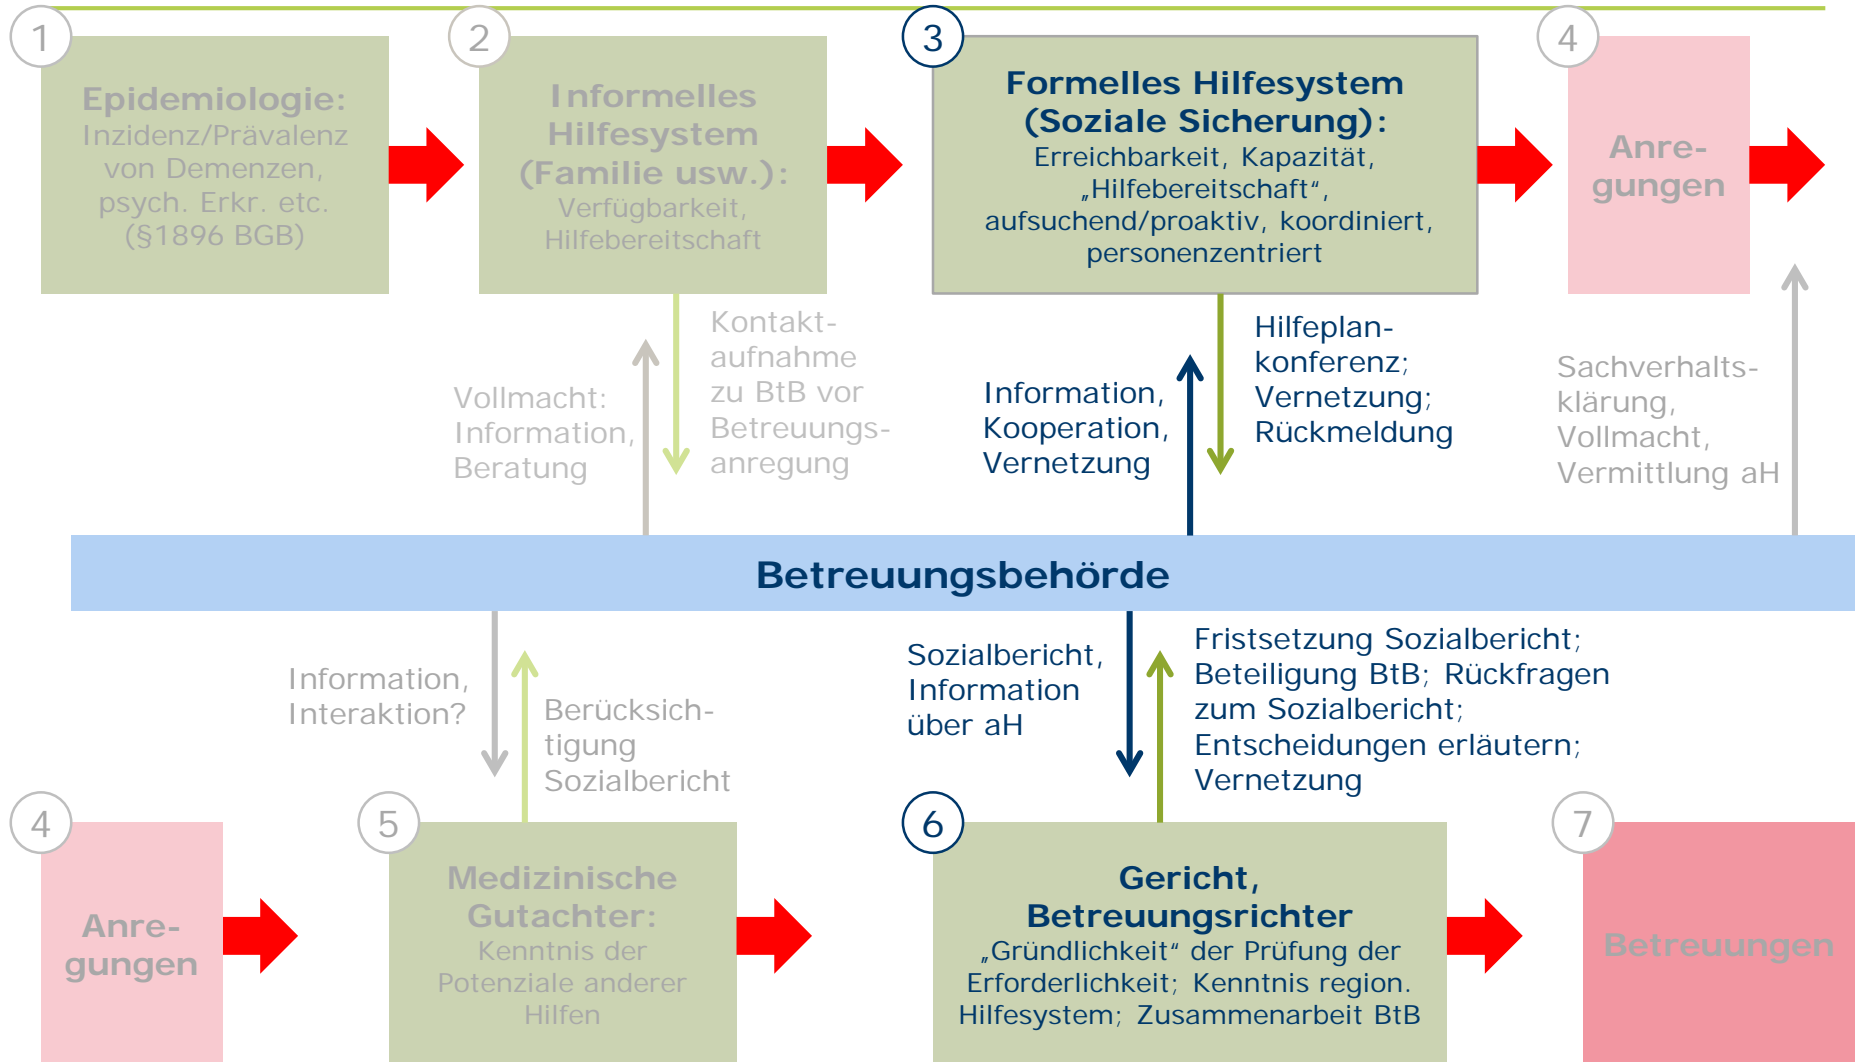 1
Epidemiologie:
Inzidenz/Prävalenz
von Demenzen,
psych. Erkr. etc.
(§1896 BGB)
2
Informelles
Hilfesystem
(Familie usw.):
Verfügbarkeit,
Hilfebereitschaft
3
Formelles Hilfesystem
(Soziale Sicherung):
Erreichbarkeit, Kapazität,
„Hilfebereitschaft“,
aufsuchend/proaktiv, koordiniert,
personenzentriert
4
Anre-
gungen
Vollmacht:
Information,
Beratung
Kontakt-
aufnahme
zu BtB vor
Betreuungs-
anregung
Information,
Kooperation,
Vernetzung
Hilfeplan-
konferenz;
Vernetzung;
Rückmeldung
Sachverhalts-
klärung,
Vollmacht,
Vermittlung aH
Betreuungsbehörde
Information,
Interaktion?
Berücksich-
tigung
Sozialbericht
Sozialbericht,
Information
über aH
Fristsetzung Sozialbericht;
Beteiligung BtB; Rückfragen
zum Sozialbericht;
Entscheidungen erläutern;
Vernetzung
4
Anre-
gungen
5
Medizinische
Gutachter:
Kenntnis der
Potenziale anderer
Hilfen
6
Gericht,
Betreuungsrichter
„Gründlichkeit“ der Prüfung der
Erforderlichkeit; Kenntnis region.
Hilfesystem; Zusammenarbeit BtB
7
Betreuungen